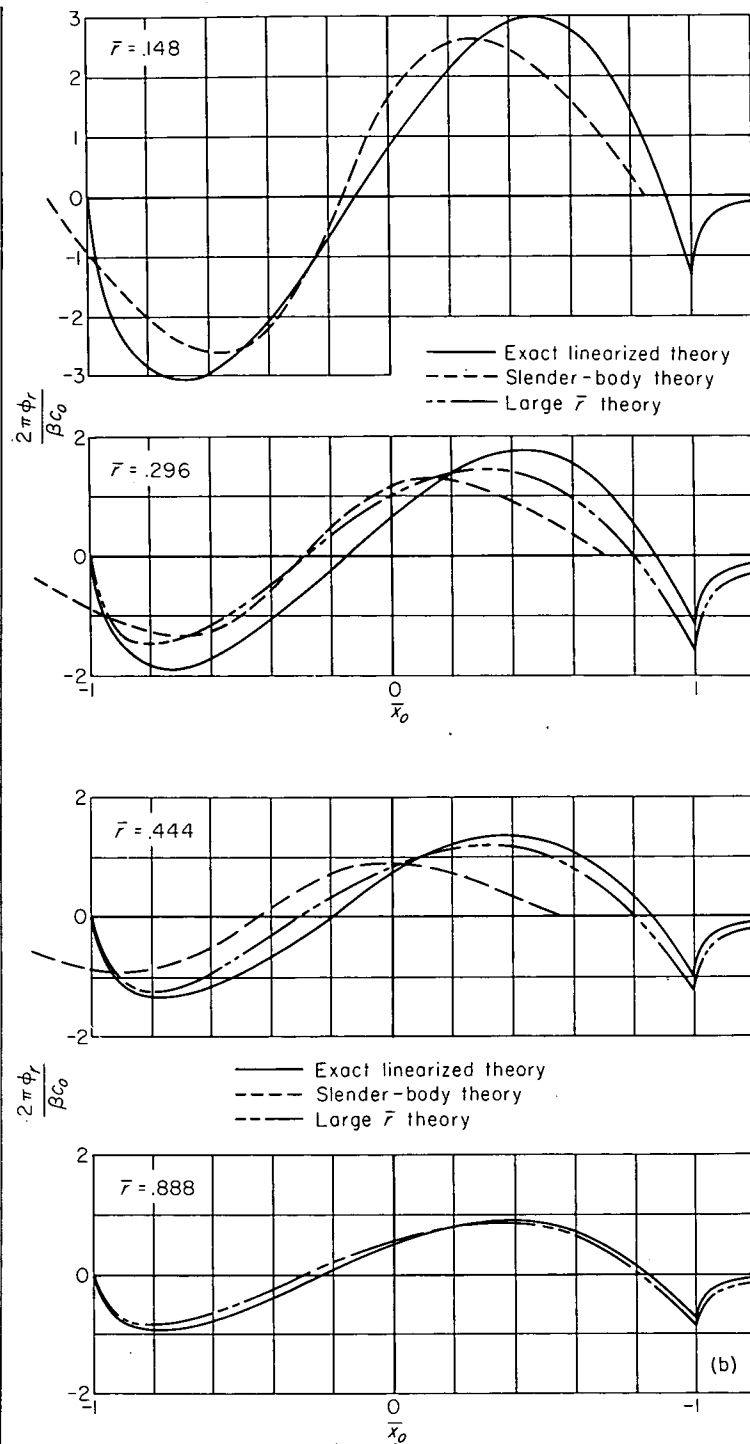 3
r̄ = .148
2
1
0
-1
-2
-3
Exact linearized theory
Slender-body theory
Large r̄ theory
2πφr
βc₀
2
r̄ = .296
0
-2
-1 0 1
x̄₀
2
r̄ = .444
0
-2
Exact linearized theory
Slender-body theory
Large r̄ theory
2πφr
βc₀
2
r̄ = .888
0
(b)
-2
-1 0 -1
x̄₀